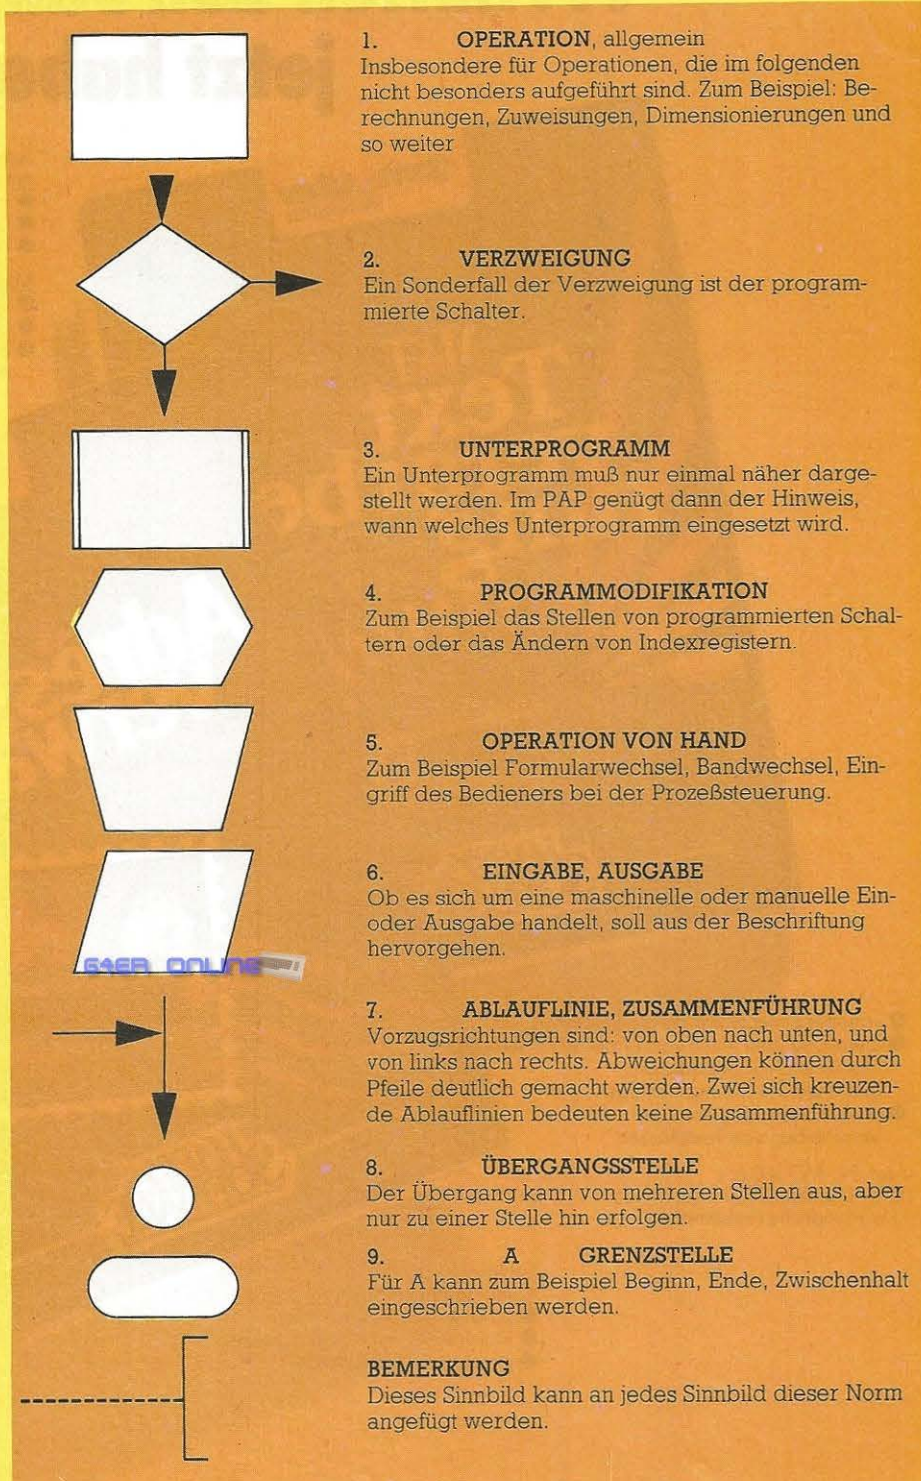 1. OPERATION, allgemein
Insbesondere für Operationen, die im folgenden
nicht besonders aufgeführt sind. Zum Beispiel: Be-
rechnungen, Zuweisungen, Dimensionierungen und
so weiter
2. VERZWEIGUNG
Ein Sonderfall der Verzweigung ist der program-
mierte Schalter.
3. UNTERPROGRAMM
Ein Unterprogramm muß nur einmal näher darge-
stellt werden. Im PAP genügt dann der Hinweis,
wann welches Unterprogramm eingesetzt wird.
4. PROGRAMMODIFIKATION
Zum Beispiel das Stellen von programmierten Schal-
tern oder das Ändern von Indexregistern.
5. OPERATION VON HAND
Zum Beispiel Formularwechsel, Bandwechsel, Ein-
griff des Bedieners bei der Prozeßsteuerung.
6. EINGABE, AUSGABE
Ob es sich um eine maschinelle oder manuelle Ein-
oder Ausgabe handelt, soll aus der Beschriftung
hervorgehen.
64ER ONLINE
7. ABLAUFLINIE, ZUSAMMENFÜHRUNG
Vorzugsrichtungen sind: von oben nach unten, und
von links nach rechts. Abweichungen können durch
Pfeile deutlich gemacht werden. Zwei sich kreuzen-
de Ablauflinien bedeuten keine Zusammenführung.
8. ÜBERGANGSSTELLE
Der Übergang kann von mehreren Stellen aus, aber
nur zu einer Stelle hin erfolgen.
9. A GRENZSTELLE
Für A kann zum Beispiel Beginn, Ende, Zwischenhalt
eingeschrieben werden.
BEMERKUNG
Dieses Sinnbild kann an jedes Sinnbild dieser Norm
angefügt werden.